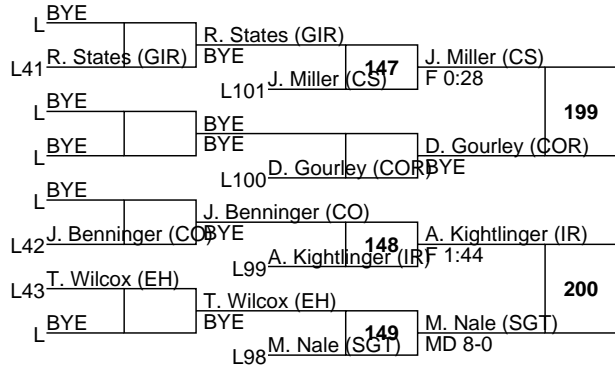 BYE
L
R. States (GIR)
L41
R. States (GIR)
BYE
147
J. Miller (CS)
L101
J. Miller (CS)
F 0:28
199
BYE
L
BYE
L
BYE
BYE
D. Gourley (COR)
L100
D. Gourley (COR)
BYE
BYE
L
J. Benninger (CO)
L42
J. Benninger (CO)
BYE
148
A. Kightlinger (IR)
L99
A. Kightlinger (IR)
F 1:44
200
T. Wilcox (EH)
L43
BYE
L
T. Wilcox (EH)
BYE
149
M. Nale (SGT)
L98
M. Nale (SGT)
MD 8-0